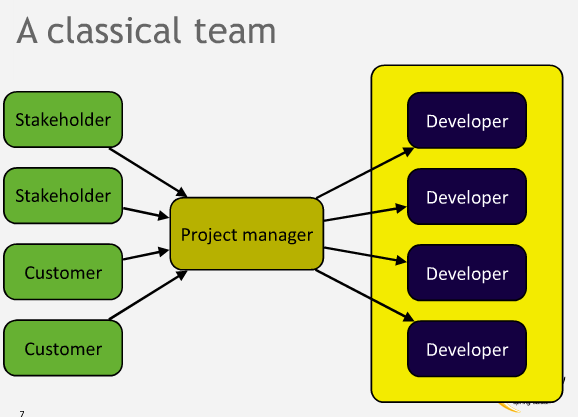 A classical team
Stakeholder
Stakeholder
Customer
Customer
Project manager
Developer
Developer
Developer
Developer
7